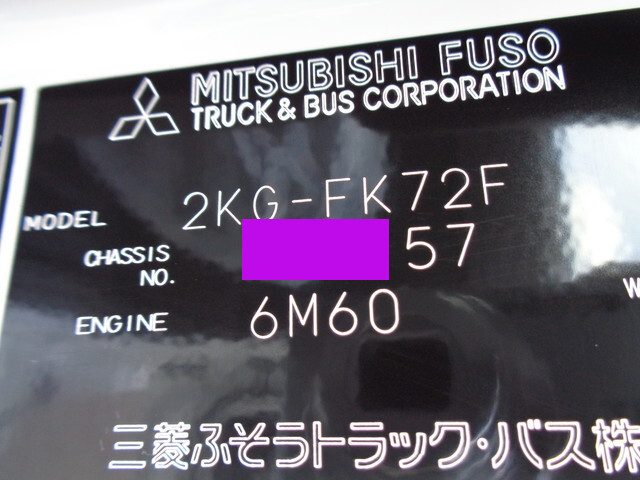 MITSUBISHI FUSO
TRUCK & BUS CORPORATION
MODEL 2KG-FK72F
CHASSIS NO. 57
ENGINE 6M60
W
三菱ふそうトラック・バス株